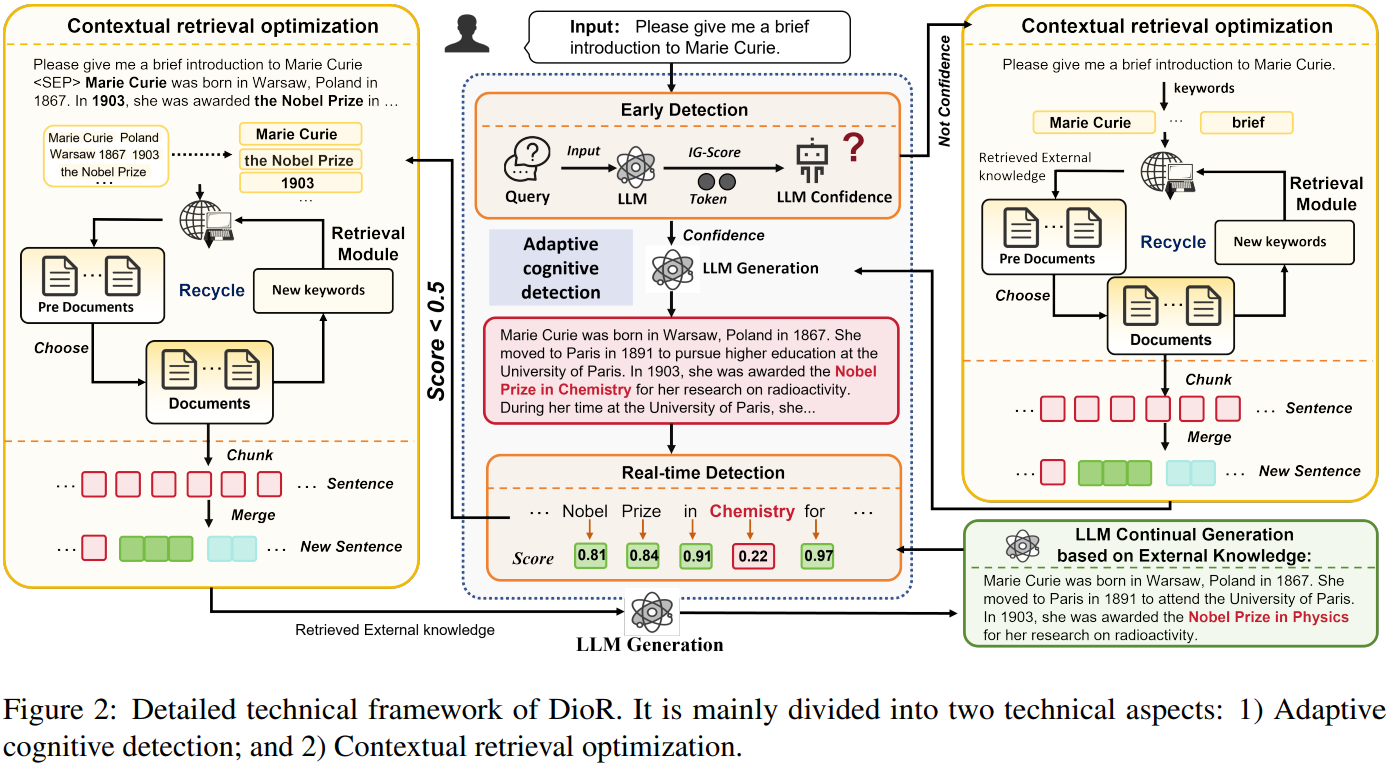 Contextual retrieval optimization
Please give me a brief introduction to Marie Curie
<SEP> Marie Curie was born in Warsaw, Poland in
1867. In 1903, she was awarded the Nobel Prize in ...
Marie Curie Poland
Warsaw 1867 1903
the Nobel Prize
...
Marie Curie
the Nobel Prize
1903
...
Retrieval
Module
...
Pre Documents
Recycle
New keywords
Choose
...
Documents
Chunk
... ... Sentence
Merge
... ... New Sentence
Input: Please give me a brief
introduction to Marie Curie.
Early Detection
?
Input
IG-Score
?
Query
LLM
Token
LLM Confidence
Not Confidence
Adaptive
cognitive
detection
Confidence
LLM Generation
Score < 0.5
Marie Curie was born in Warsaw, Poland in 1867. She
moved to Paris in 1891 to pursue higher education at the
University of Paris. In 1903, she was awarded the Nobel
Prize in Chemistry for her research on radioactivity.
During her time at the University of Paris, she...
Real-time Detection
... Nobel Prize in Chemistry for ...
Score 0.81 0.84 0.91 0.22 0.97
Contextual retrieval optimization
Please give me a brief introduction to Marie Curie.
keywords
Marie Curie ... brief
Retrieved External
knowledge
Retrieval
Module
...
Pre Documents
Recycle
New keywords
Choose
...
Documents
Chunk
... ... Sentence
Merge
... ... New Sentence
LLM Continual Generation
based on External Knowledge:
Marie Curie was born in Warsaw, Poland in 1867. She
moved to Paris in 1891 to attend the University of Paris.
In 1903, she was awarded the Nobel Prize in Physics
for her research on radioactivity.
Retrieved External knowledge
LLM Generation
Figure 2: Detailed technical framework of DioR. It is mainly divided into two technical aspects: 1) Adaptive
cognitive detection; and 2) Contextual retrieval optimization.